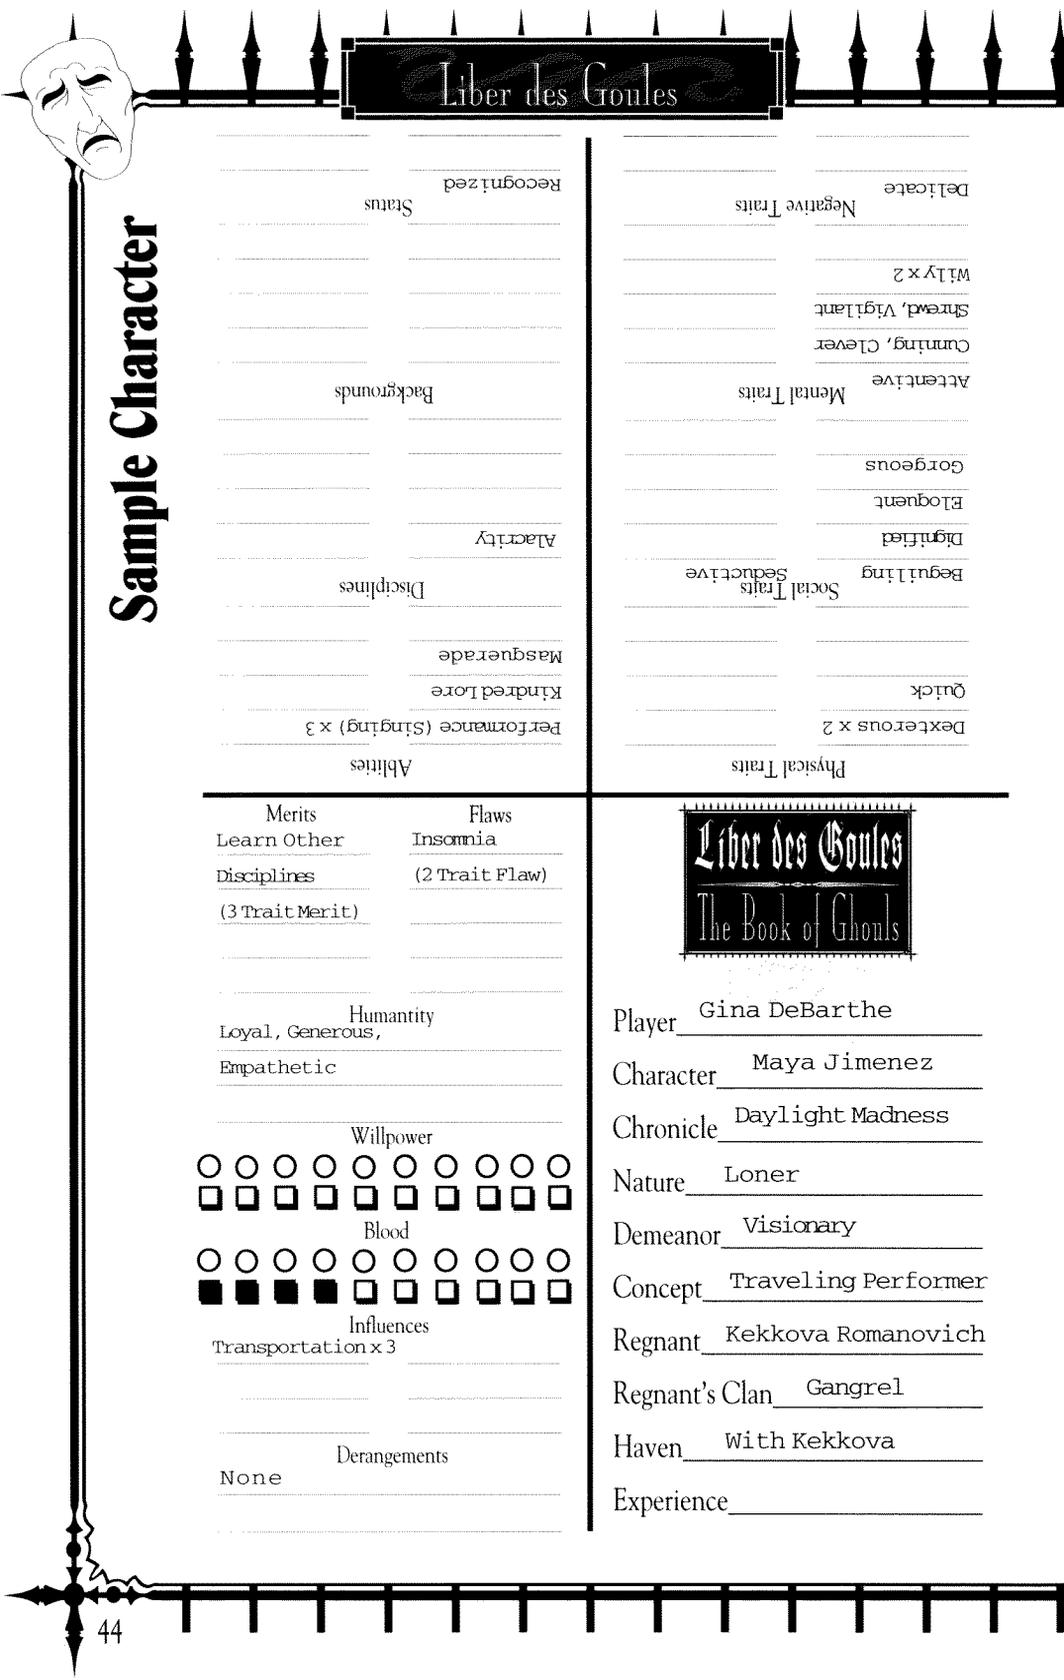 Liber des Goules
Sample Character
Physical Traits
Dexterous x 2
Quick
Social Traits
Beguiling Seductive
Dignified
Eloquent
Gorgeous
Mental Traits
Attentive
Cunning, Clever
Shrewd, Vigilant
Wily x 2
Negative Traits
Delicate
Ablities
Performance (Singing) x 3
Kindred Lore
Masquerade
Disciplines
Alacrity
Backgrounds
Status
Recognized
Merits Flaws
Learn Other Insomnia
Disciplines (2 Trait Flaw)
(3 Trait Merit)
Humantity
Loyal, Generous,
Empathetic
Willpower
Blood
Influences
Transportation x 3
Derangements
None
Liber des Goules
The Book of Ghouls
Player Gina DeBarthe
Character Maya Jimenez
Chronicle Daylight Madness
Nature Loner
Demeanor Visionary
Concept Traveling Performer
Regnant Kekkova Romanovich
Regnant's Clan Gangrel
Haven With Kekkova
Experience
44